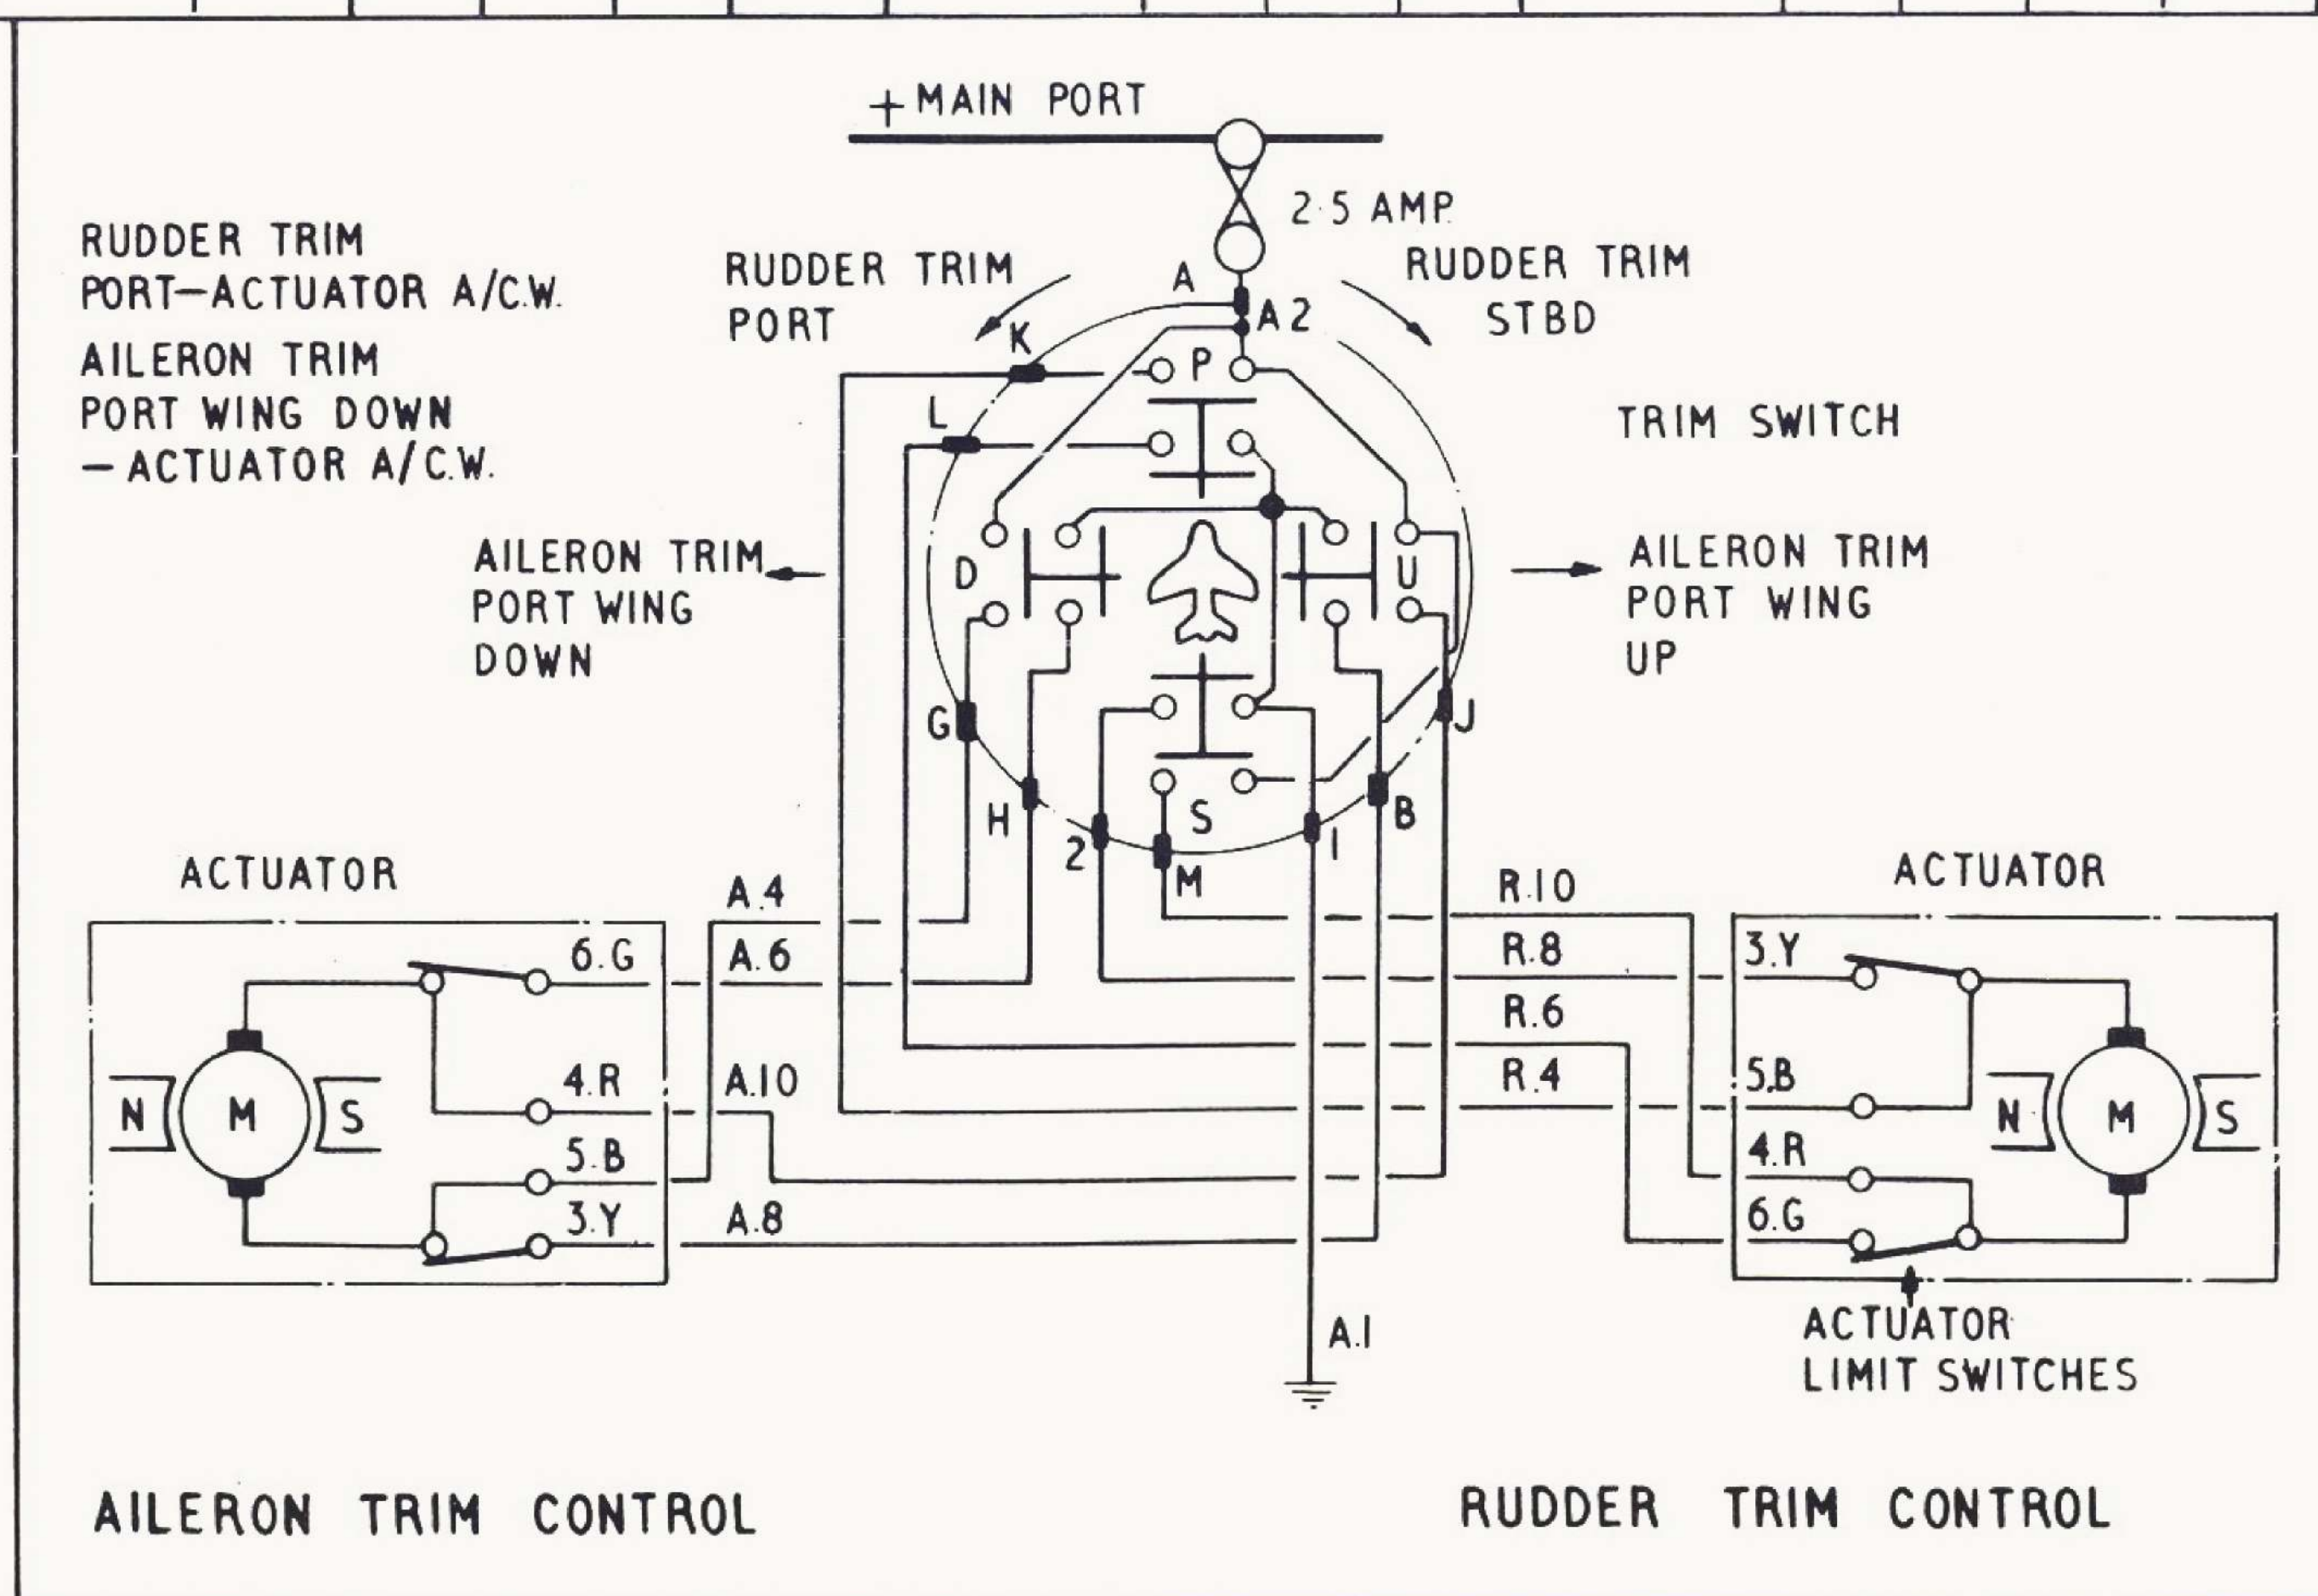 + MAIN PORT
2·5 AMP.
RUDDER TRIM
PORT—ACTUATOR A/C.W.
AILERON TRIM
PORT WING DOWN
— ACTUATOR A/C.W.
RUDDER TRIM
PORT
RUDDER TRIM
STBD
A
A 2
K
P
L
TRIM SWITCH
AILERON TRIM
PORT WING
DOWN
D
U
AILERON TRIM
PORT WING
UP
G
J
H
2
S
M
1
B
ACTUATOR
ACTUATOR
A.4
A.6
A.10
A.8
R.10
R.8
R.6
R.4
6.G
4.R
5.B
3.Y
N
M
S
3.Y
5.B
4.R
6.G
N
M
S
A.1
ACTUATOR
LIMIT SWITCHES
AILERON TRIM CONTROL
RUDDER TRIM CONTROL